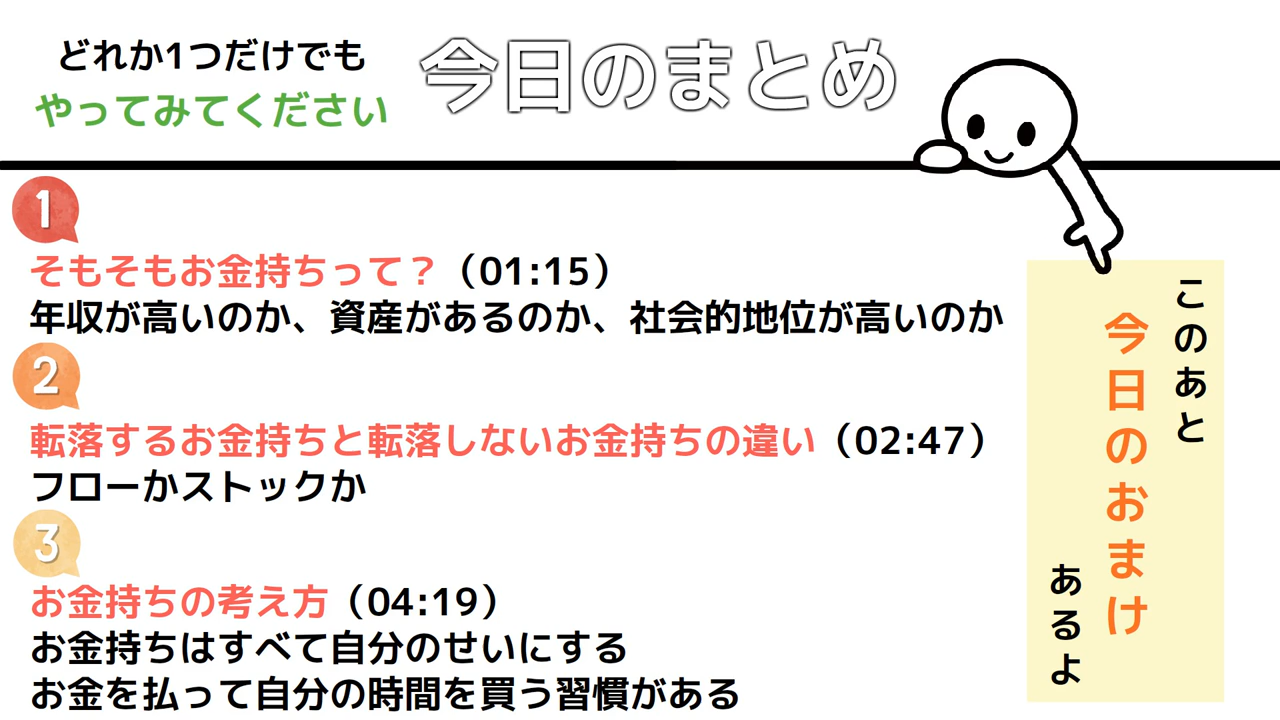 どれか1つだけでも
やってみてください
今日のまとめ
1
そもそもお金持ちって？（01:15）
年収が高いのか、資産があるのか、社会的地位が高いのか
2
転落するお金持ちと転落しないお金持ちの違い（02:47）
フローかストックか
3
お金持ちの考え方（04:19）
お金持ちはすべて自分のせいにする
お金を払って自分の時間を買う習慣がある
このあと
今日のおまけ
あるよ